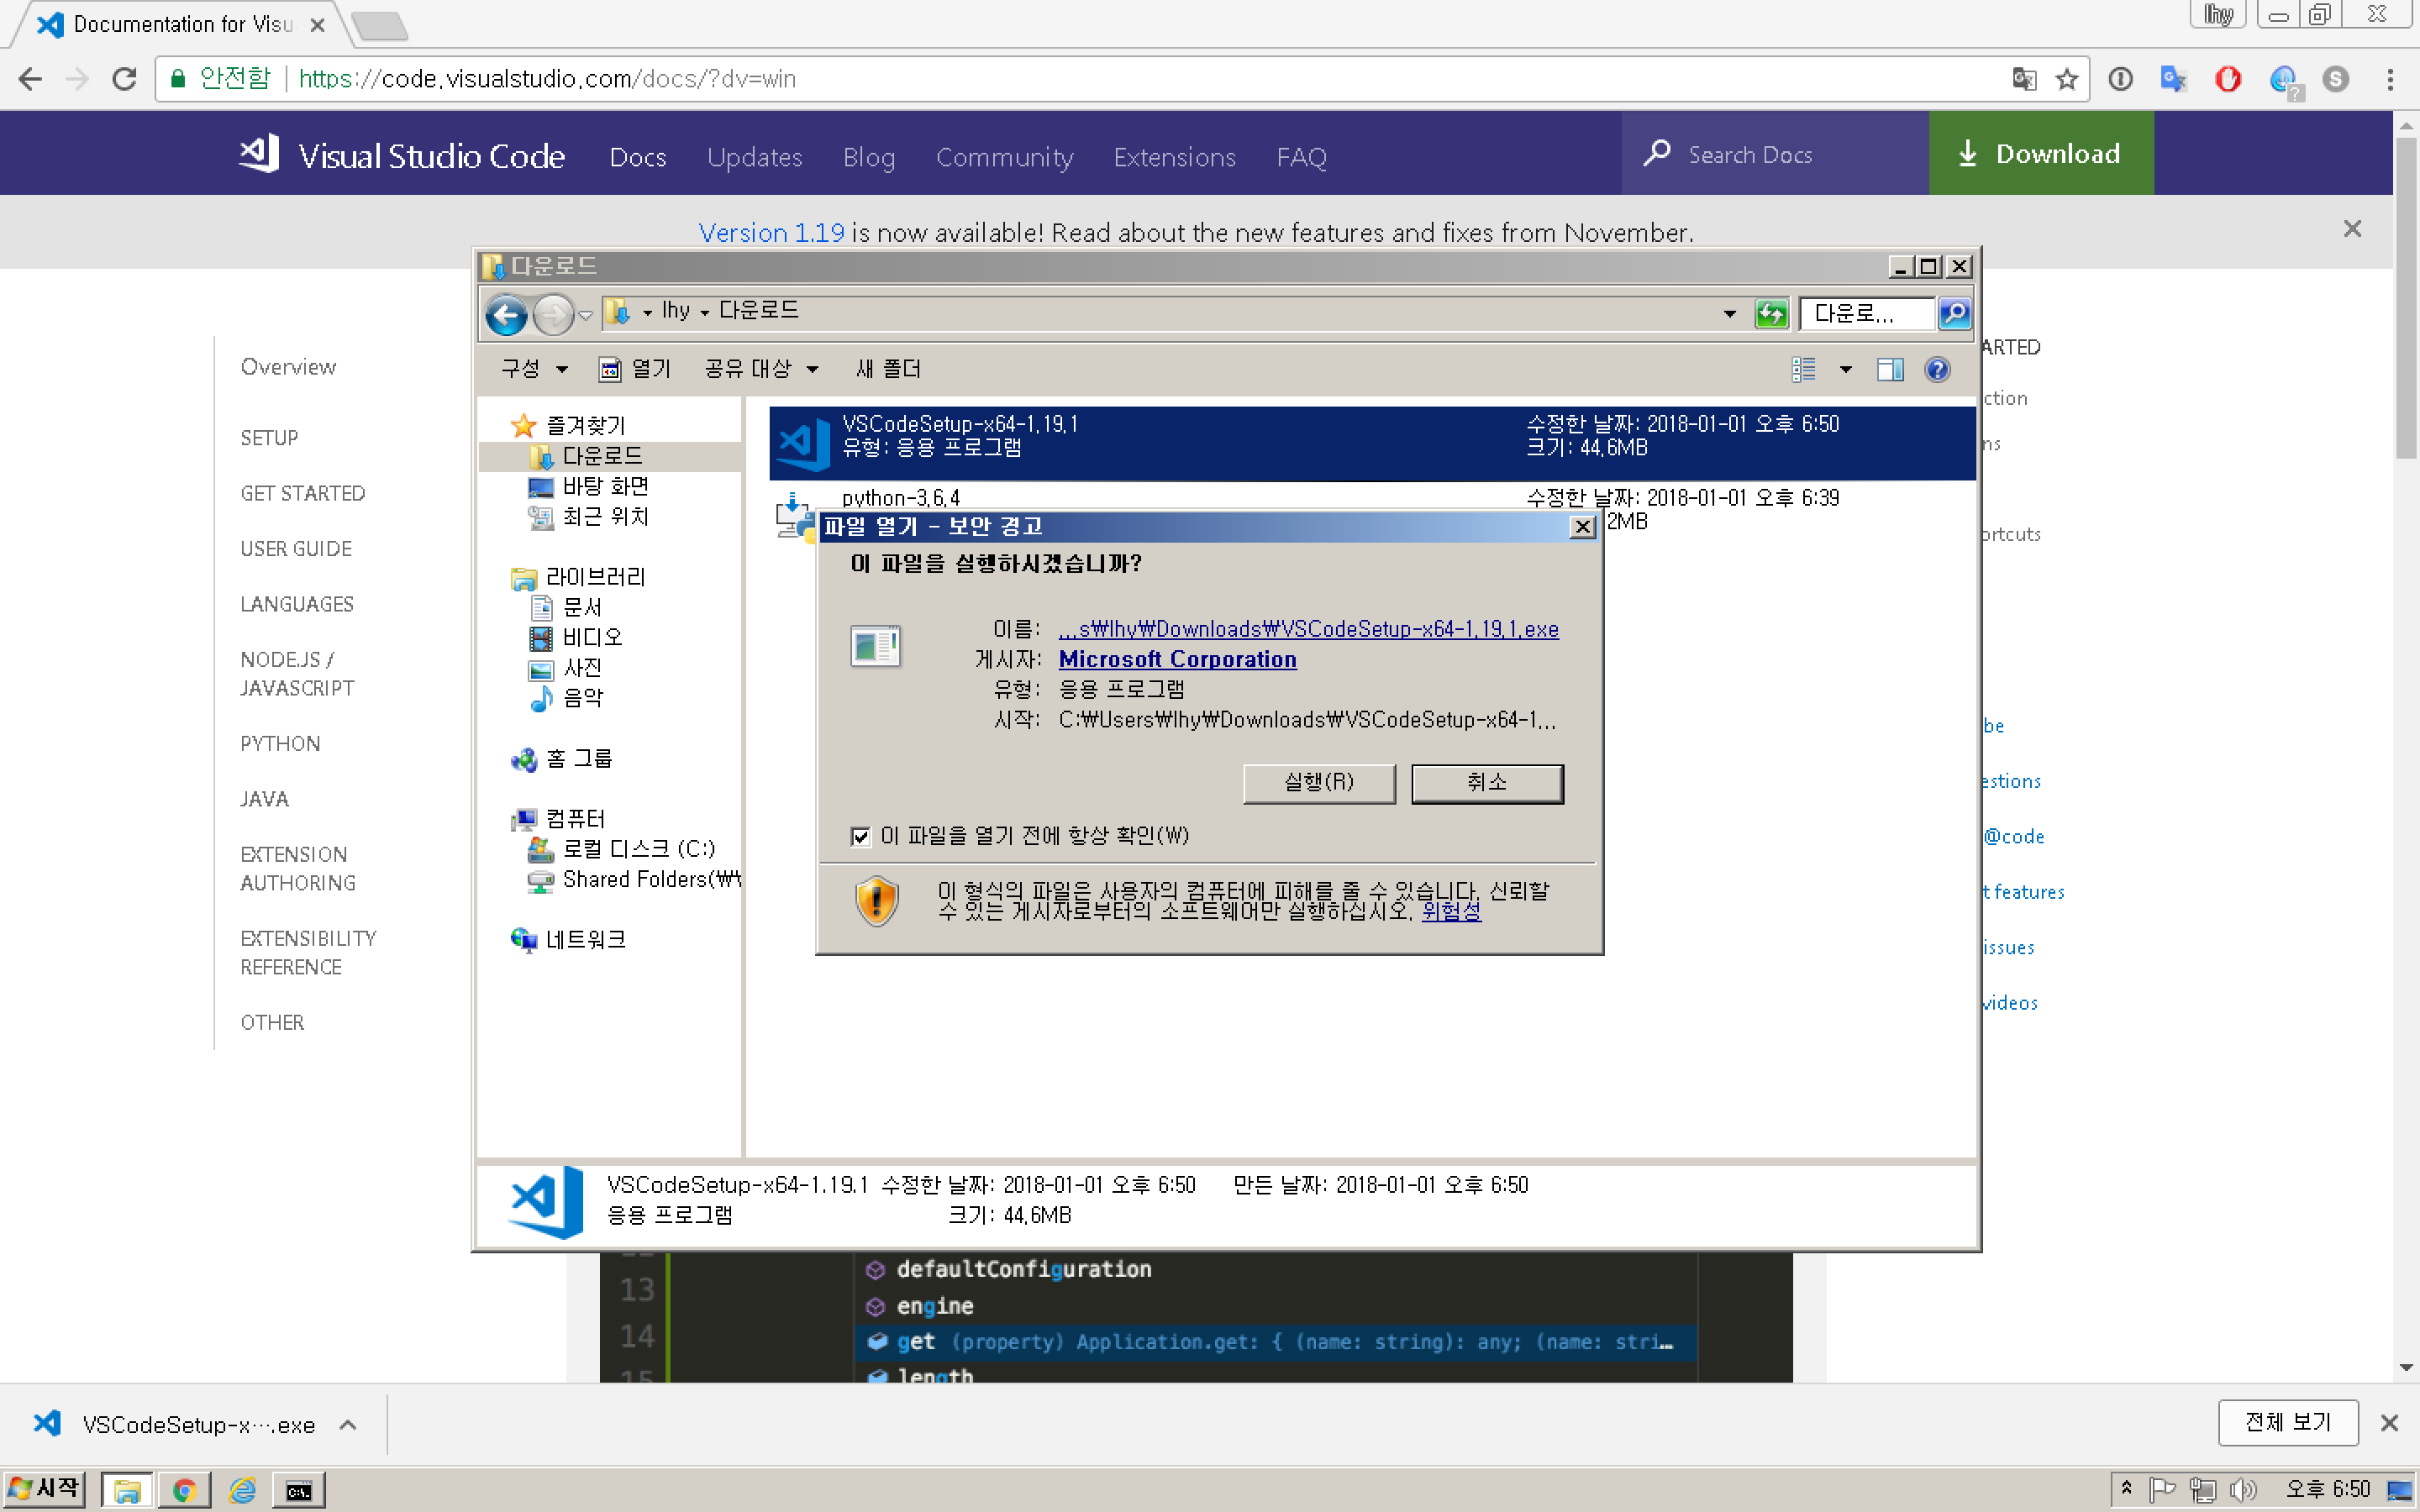 Documentation for Visu
lhy
안전함 https://code.visualstudio.com/docs/?dv=win
Visual Studio Code
Docs
Updates
Blog
Community
Extensions
FAQ
Search Docs
Download
Version 1.19 is now available! Read about the new features and fixes from November.
Overview
SETUP
GET STARTED
USER GUIDE
LANGUAGES
NODE.JS /
JAVASCRIPT
PYTHON
JAVA
EXTENSION
AUTHORING
EXTENSIBILITY
REFERENCE
OTHER
다운로드
lhy 다운로드
다운로...
구성
열기
공유 대상
새 폴더
즐겨찾기
다운로드
바탕 화면
최근 위치
라이브러리
문서
비디오
사진
음악
홈 그룹
컴퓨터
로컬 디스크 (C:)
Shared Folders(₩
네트워크
VSCodeSetup-x64-1.19.1
유형: 응용 프로그램
수정한 날짜: 2018-01-01 오후 6:50
크기: 44.6MB
python-3.6.4
수정한 날짜: 2018-01-01 오후 6:39
2MB
파일 열기 - 보안 경고
이 파일을 실행하시겠습니까?
이름: ...s₩lhy₩Downloads₩VSCodeSetup-x64-1.19.1.exe
게시자: Microsoft Corporation
유형: 응용 프로그램
시작: C:₩Users₩lhy₩Downloads₩VSCodeSetup-x64-1...
실행(R)
취소
이 파일을 열기 전에 항상 확인(W)
이 형식의 파일은 사용자의 컴퓨터에 피해를 줄 수 있습니다. 신뢰할
수 있는 게시자로부터의 소프트웨어만 실행하십시오. 위험성
VSCodeSetup-x64-1.19.1 수정한 날짜: 2018-01-01 오후 6:50 만든 날짜: 2018-01-01 오후 6:50
응용 프로그램 크기: 44.6MB
ARTED
ction
ns
ortcuts
be
estions
@code
t features
issues
videos
13
14
15
defaultConfiguration
engine
get (property) Application.get: { (name: string): any; (name: stri…
length
VSCodeSetup-x….exe
전체 보기
시작
오후 6:50